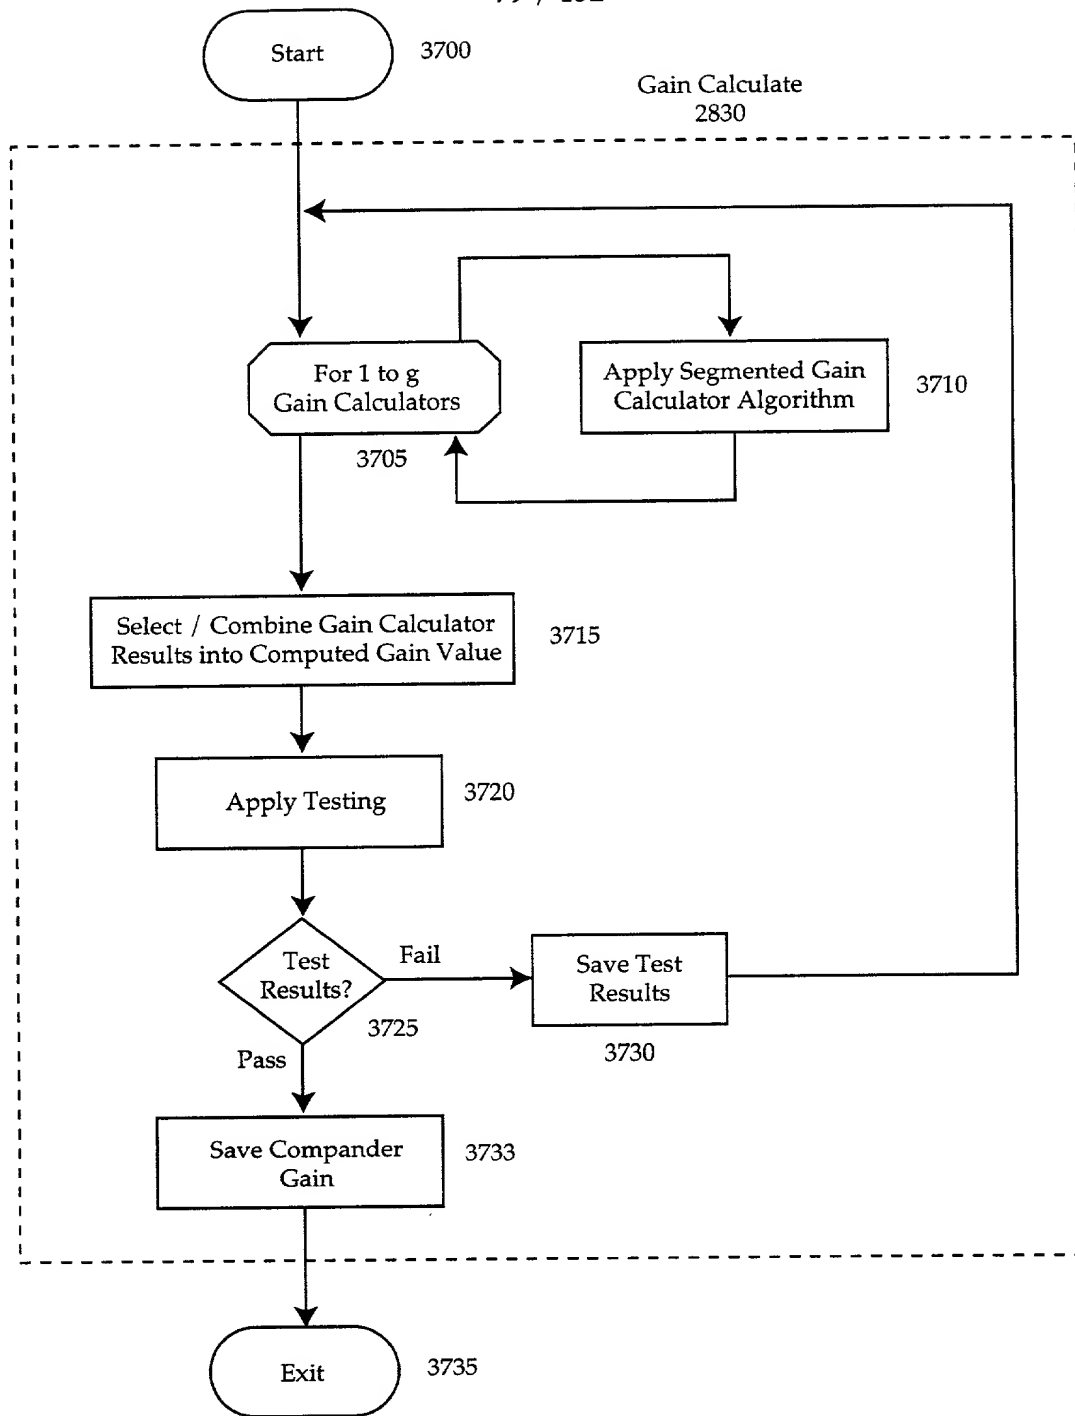 Start
3700
Gain Calculate
2830
For 1 to g
Gain Calculators
3705
Apply Segmented Gain
Calculator Algorithm
3710
Select / Combine Gain Calculator
Results into Computed Gain Value
3715
Apply Testing
3720
Test
Results?
3725
Fail
Save Test
Results
3730
Pass
Save Compander
Gain
3733
Exit
3735